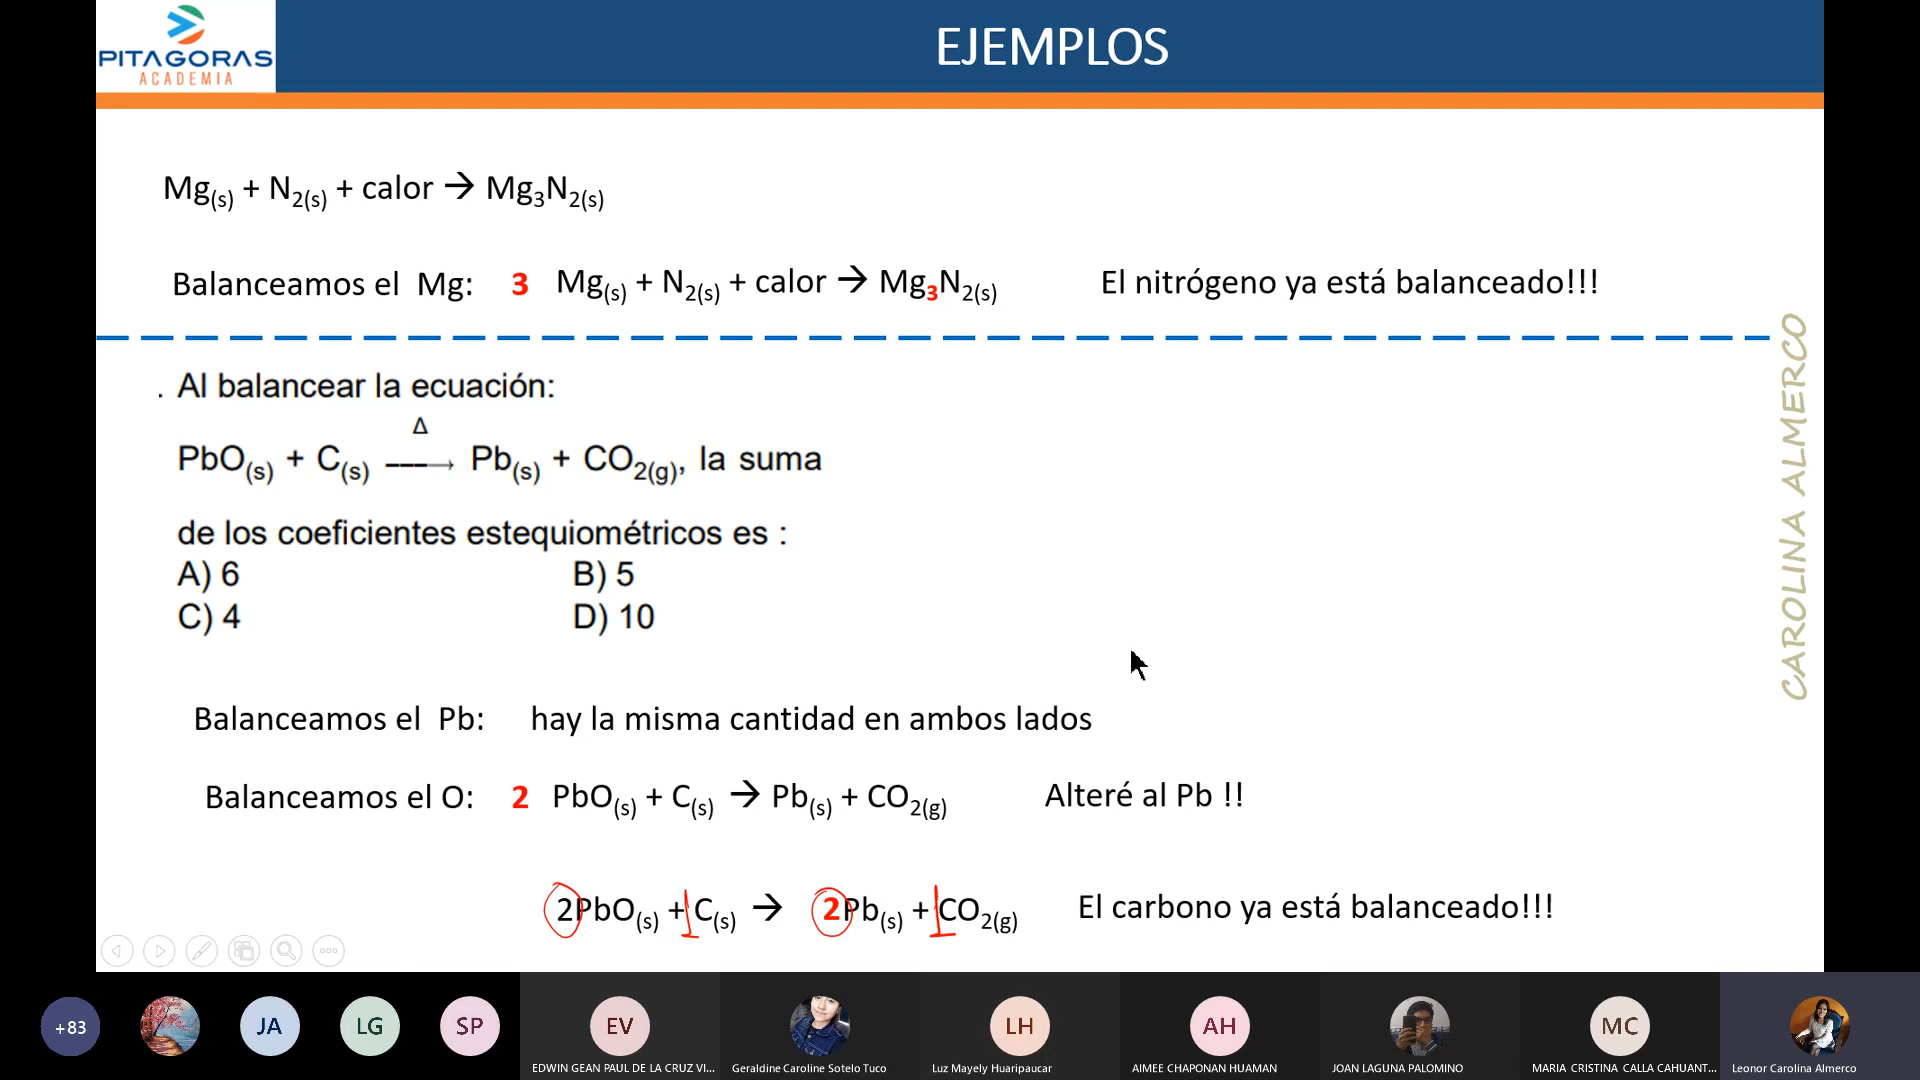 PITAGORAS
ACADEMIA
EJEMPLOS
Mg(s) + N2(s) + calor → Mg3N2(s)
Balanceamos el Mg: 3 Mg(s) + N2(s) + calor → Mg3N2(s) El nitrógeno ya está balanceado!!!
. Al balancear la ecuación:
Δ
PbO(s) + C(s) ⟶ Pb(s) + CO2(g), la suma
de los coeficientes estequiométricos es :
A) 6 B) 5
C) 4 D) 10
Balanceamos el Pb: hay la misma cantidad en ambos lados
Balanceamos el O: 2 PbO(s) + C(s) → Pb(s) + CO2(g) Alteré al Pb !!
2PbO(s) + 1 C(s) → 2Pb(s) + 1 CO2(g) El carbono ya está balanceado!!!
CAROLINA ALMERCO
+83 JA LG SP EV LH AH MC
EDWIN GEAN PAUL DE LA CRUZ VI... Geraldine Caroline Sotelo Tuco Luz Mayely Huaripaucar AIMEE CHAPONAN HUAMAN JOAN LAGUNA PALOMINO MARIA CRISTINA CALLA CAHUANT... Leonor Carolina Almerco